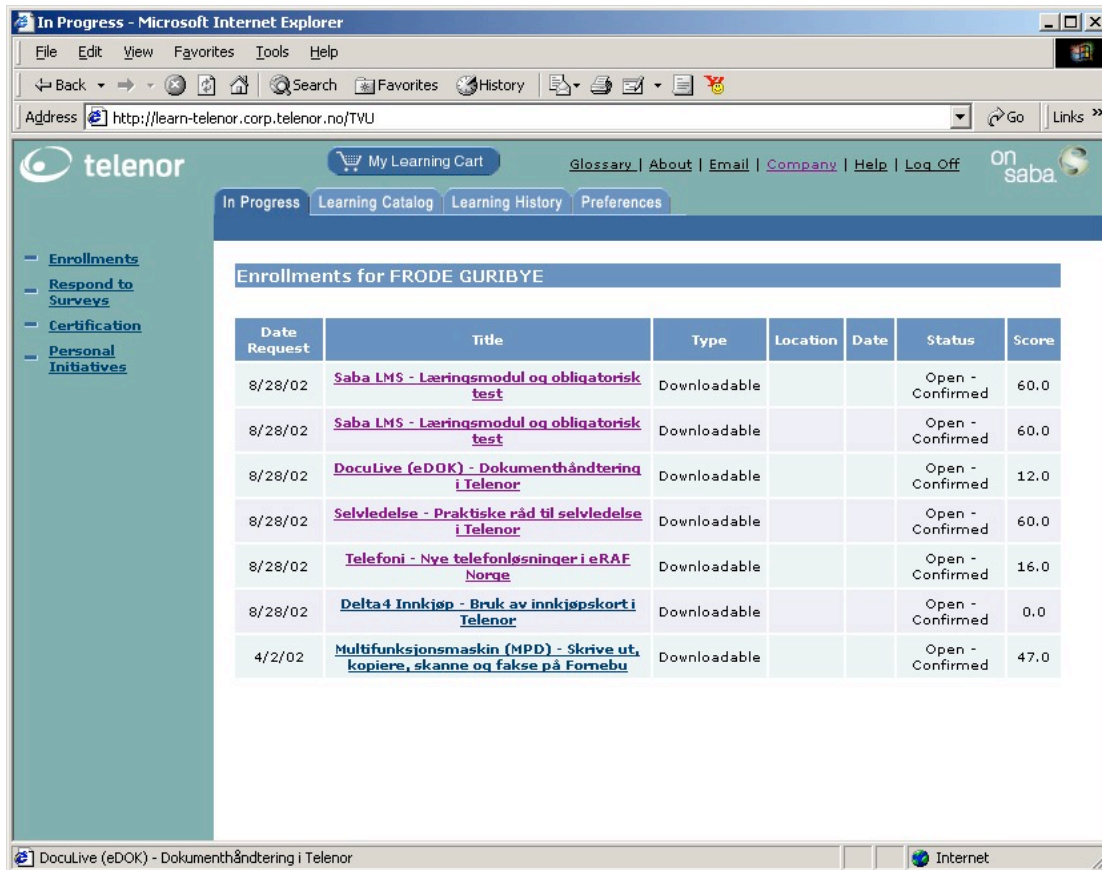 In Progress - Microsoft Internet Explorer
File Edit View Favorites Tools Help
Back Search Favorites History
Address http://learn-telenor.corp.telenor.no/TVU Go Links »
telenor
My Learning Cart
Glossary | About | Email | Company | Help | Log Off
on saba
In Progress Learning Catalog Learning History Preferences
Enrollments
Respond to
Surveys
Certification
Personal
Initiatives
Enrollments for FRODE GURIBYE
Date Request Title Type Location Date Status Score
8/28/02 Saba LMS - Læringsmodul og obligatorisk test Downloadable Open - Confirmed 60.0
8/28/02 Saba LMS - Læringsmodul og obligatorisk test Downloadable Open - Confirmed 60.0
8/28/02 DocuLive (eDOK) - Dokumenthåndtering i Telenor Downloadable Open - Confirmed 12.0
8/28/02 Selvledelse - Praktiske råd til selvledelse i Telenor Downloadable Open - Confirmed 60.0
8/28/02 Telefoni - Nye telefonløsninger i eRAF Norge Downloadable Open - Confirmed 16.0
8/28/02 Delta4 Innkjøp - Bruk av innkjøpskort i Telenor Downloadable Open - Confirmed 0.0
4/2/02 Multifunksjonsmaskin (MPD) - Skrive ut, kopiere, skanne og fakse på Fornebu Downloadable Open - Confirmed 47.0
DocuLive (eDOK) - Dokumenthåndtering i Telenor Internet